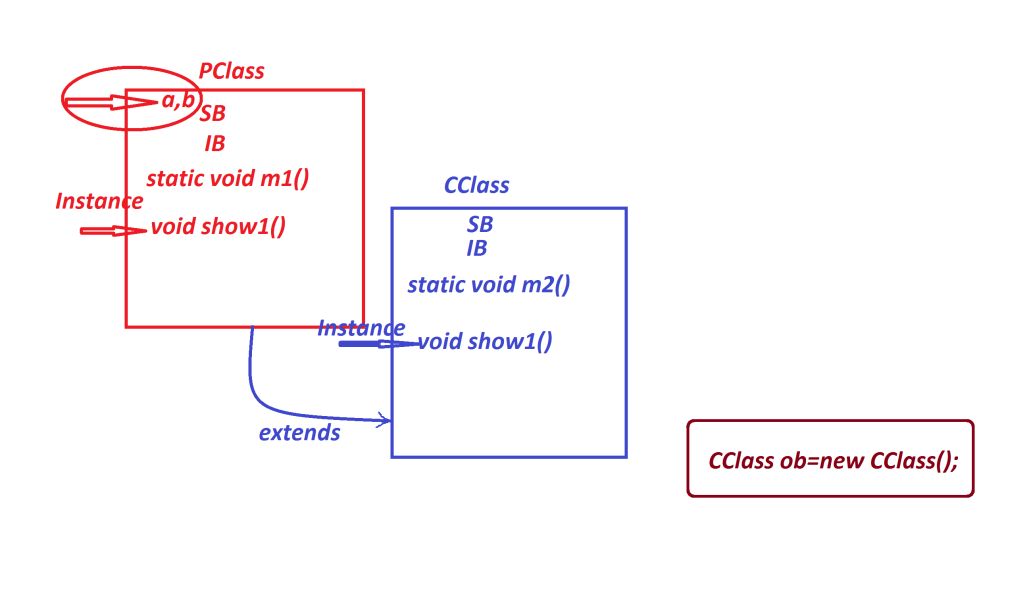 PClass
a,b
SB
IB
static void m1()
Instance
void show1()
CClass
SB
IB
static void m2()
Instance
void show1()
extends
CClass ob=new CClass();